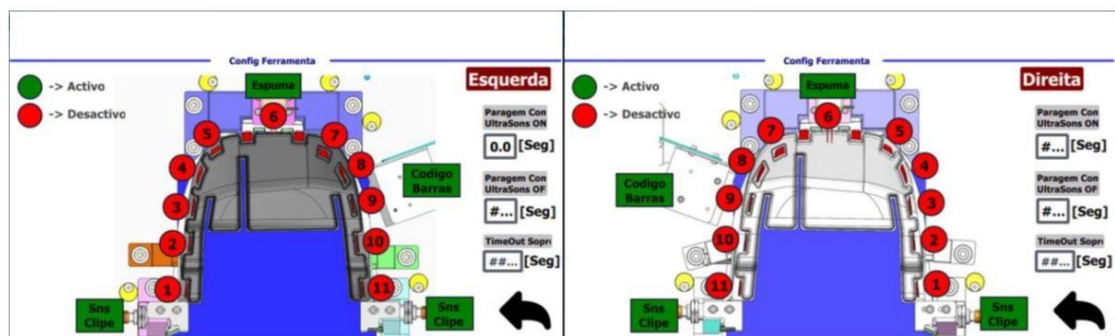 Config Ferramenta
-> Activo
-> Desactivo
Espuma
Esquerda
Paragem Con
UltraSons ON
0.0 [Seg]
Paragem Con
UltraSons OF
#... [Seg]
TimeOut Sopr
##... [Seg]
Codigo
Barras
1
2
3
4
5
6
7
8
9
10
11
Sns
Clipe
Sns
Clipe
Config Ferramenta
-> Activo
-> Desactivo
Espuma
Direita
Paragem Con
UltraSons ON
#... [Seg]
Paragem Con
UltraSons OF
#... [Seg]
TimeOut Sopr
##... [Seg]
Codigo
Barras
11
10
9
8
7
6
5
4
3
2
1
Sns
Clipe
Sns
Clipe